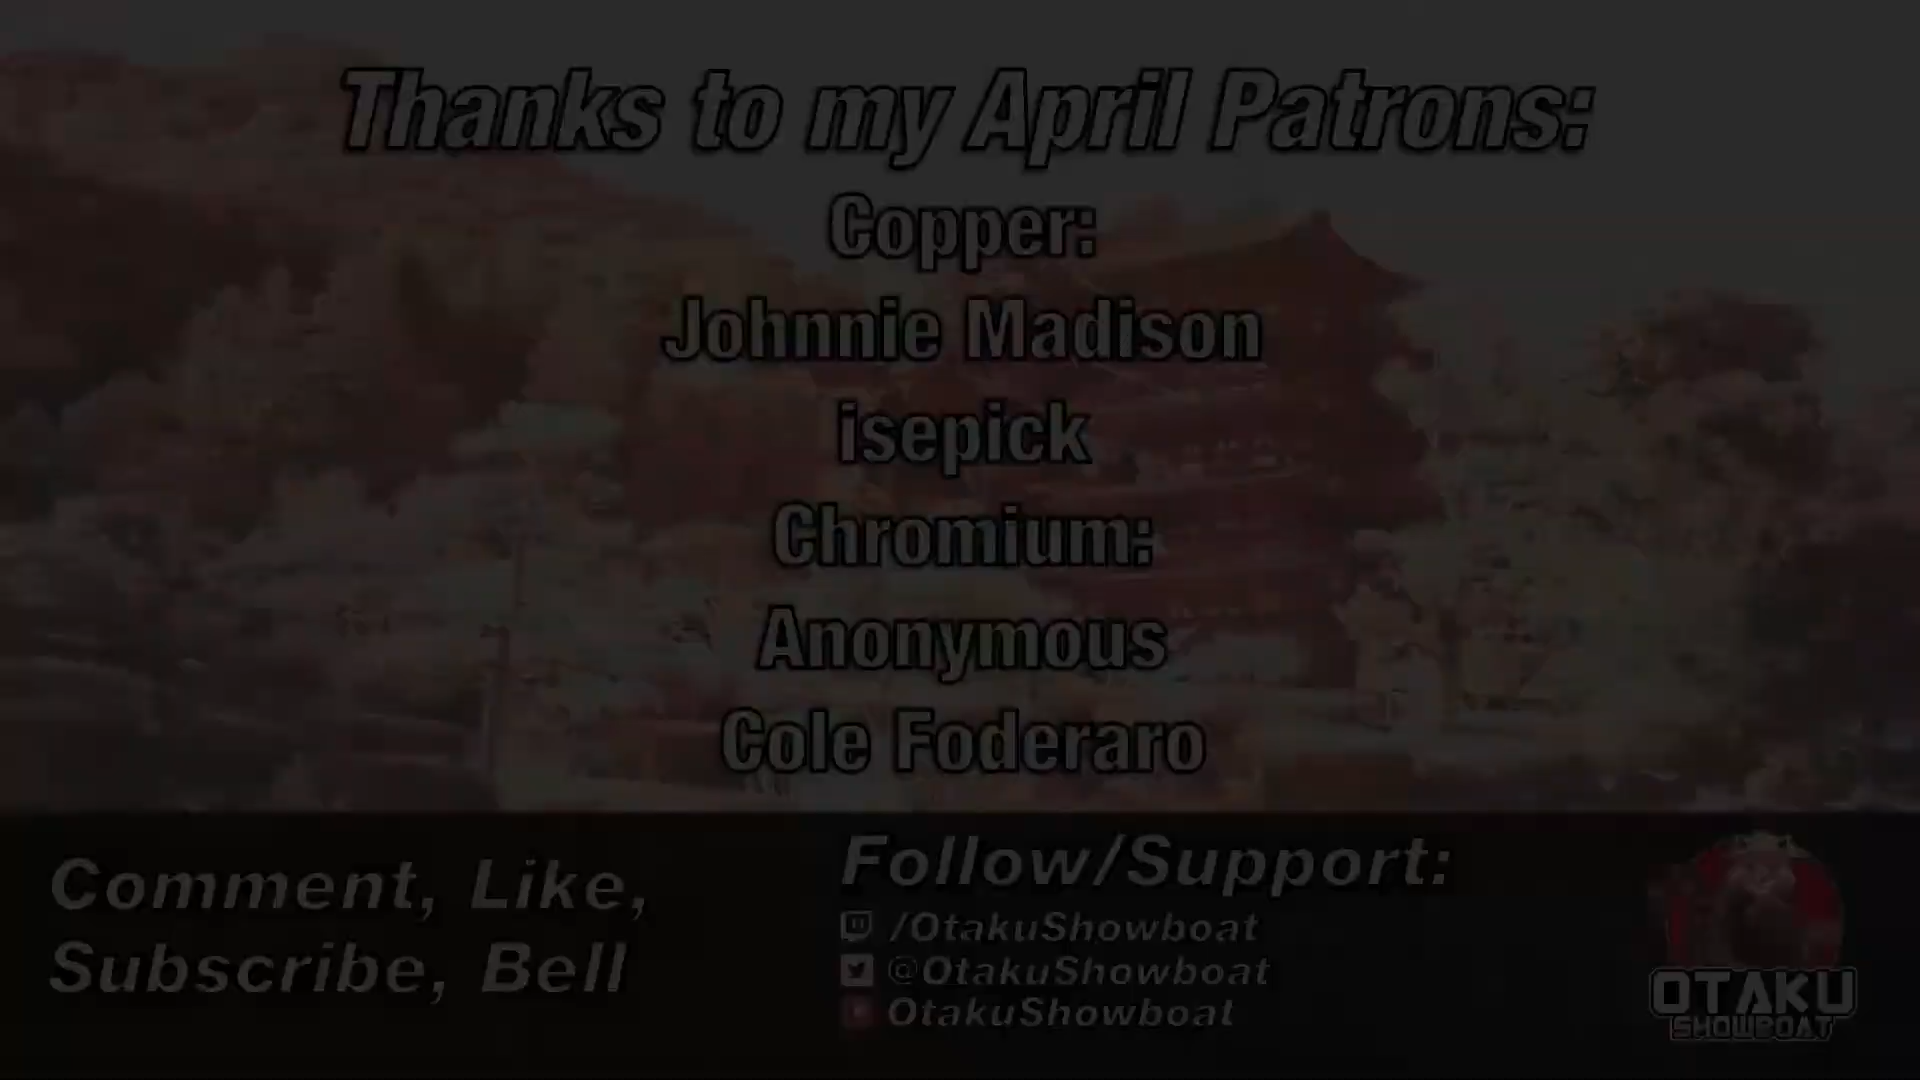 Thanks to my April Patrons:
Copper:
Johnnie Madison
isepick
Chromium:
Anonymous
Cole Foderaro
Comment, Like,
Subscribe, Bell
Follow/Support:
/OtakuShowboat
@OtakuShowboat
OtakuShowboat
OTAKU
SHOWBOAT